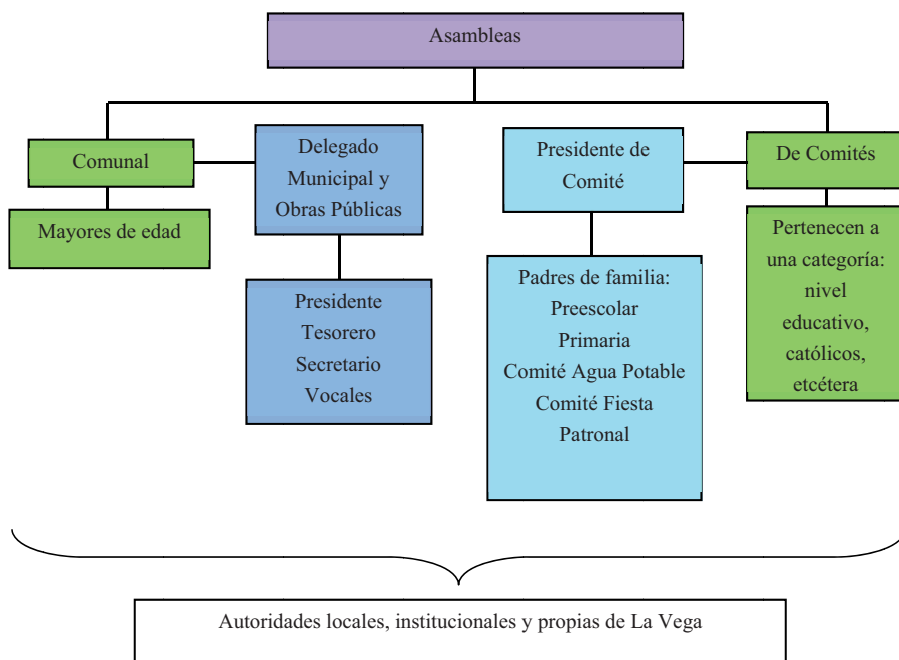 Asambleas
Comunal
Mayores de edad
Delegado
Municipal y
Obras Públicas
Presidente
Tesorero
Secretario
Vocales
Presidente de
Comité
Padres de familia:
Preescolar
Primaria
Comité Agua Potable
Comité Fiesta
Patronal
De Comités
Pertenecen a
una categoría:
nivel
educativo,
católicos,
etcétera
Autoridades locales, institucionales y propias de La Vega